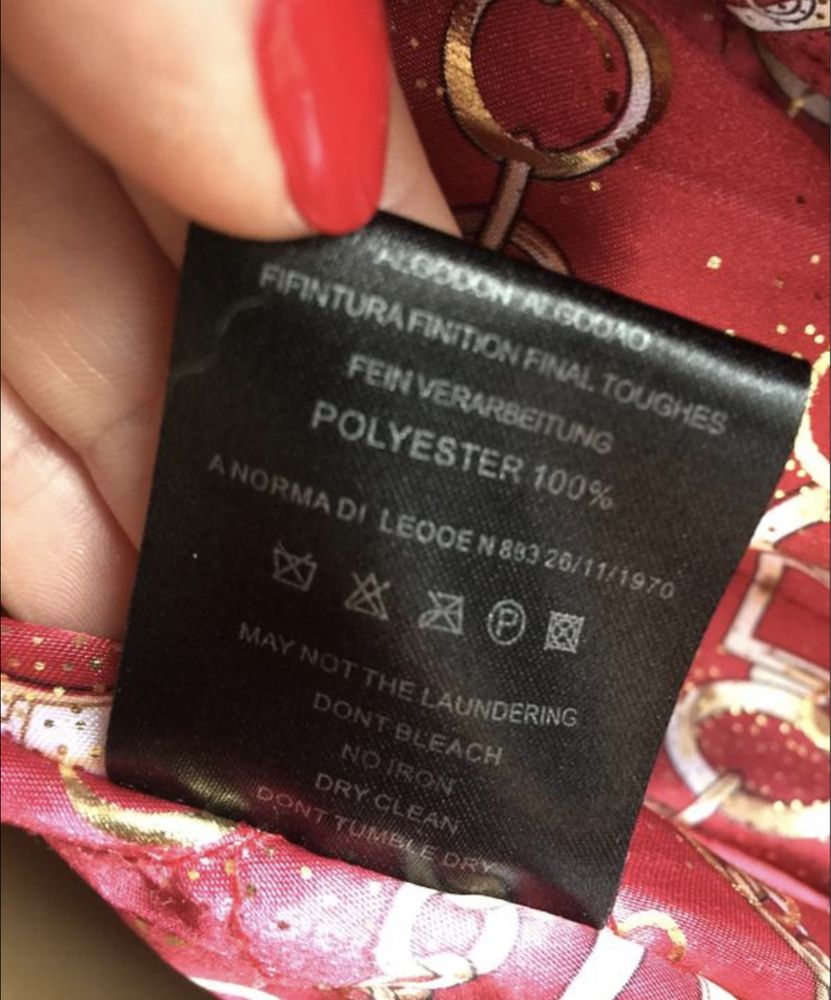 ALGODON ALGODAO
FIFINTURA FINITION FINAL TOUGHES
FEIN VERARBEITUNG
POLYESTER 100%
A NORMA DI LEOOE N 883 26/11/1970
P
MAY NOT THE LAUNDERING
DONT BLEACH
NO IRON
DRY CLEAN
DONT TUMBLE DRY